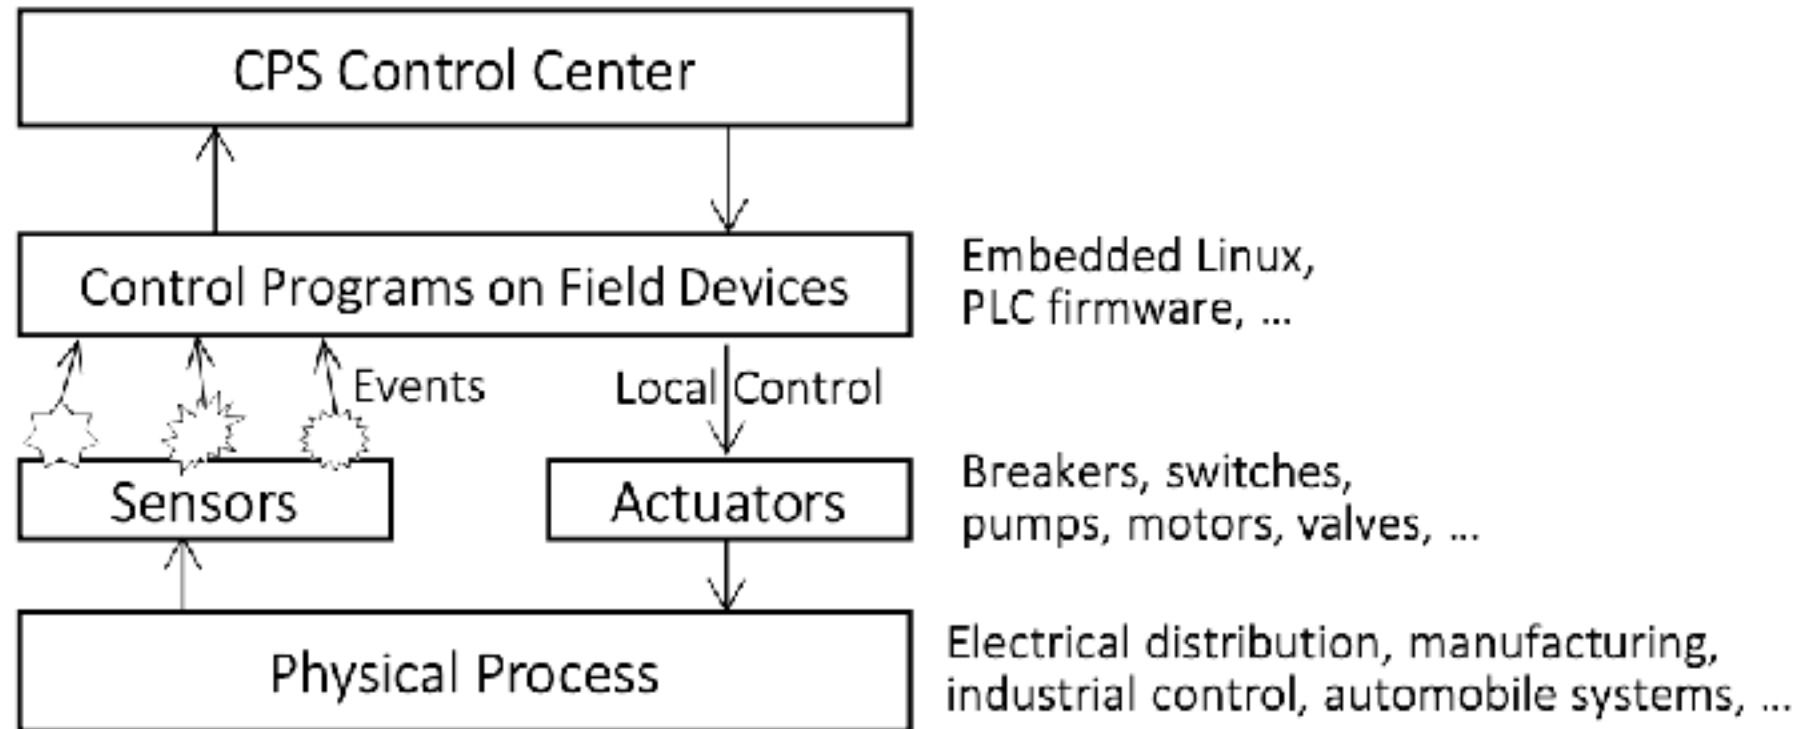 CPS Control Center
Control Programs on Field Devices
Embedded Linux,
PLC firmware, ...
Events
Local Control
Sensors
Actuators
Breakers, switches,
pumps, motors, valves, ...
Physical Process
Electrical distribution, manufacturing,
industrial control, automobile systems, ...